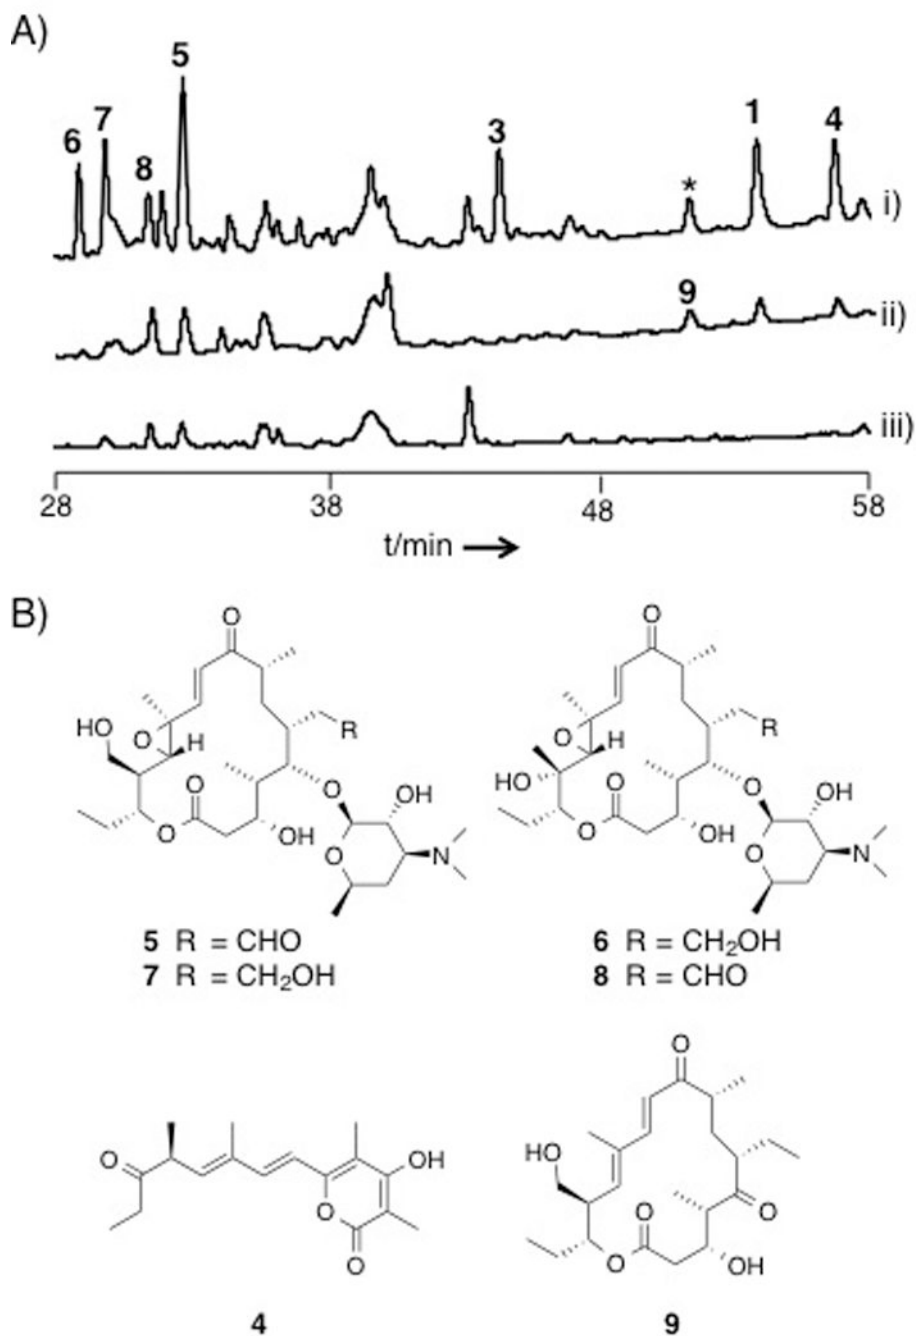 A)
5
6 7 8 3 * 1 4
i)
9
ii)
iii)
28 38 48 58
t/min
B)
O
O
HO
R
R
O H
O H
HO
O
O
O OH
O OH
O
OH
O
OH
O
N
O
N
5 R = CHO
7 R = CH₂OH
6 R = CH₂OH
8 R = CHO
O
O
OH
HO
O
O
O
O
O
OH
4
9